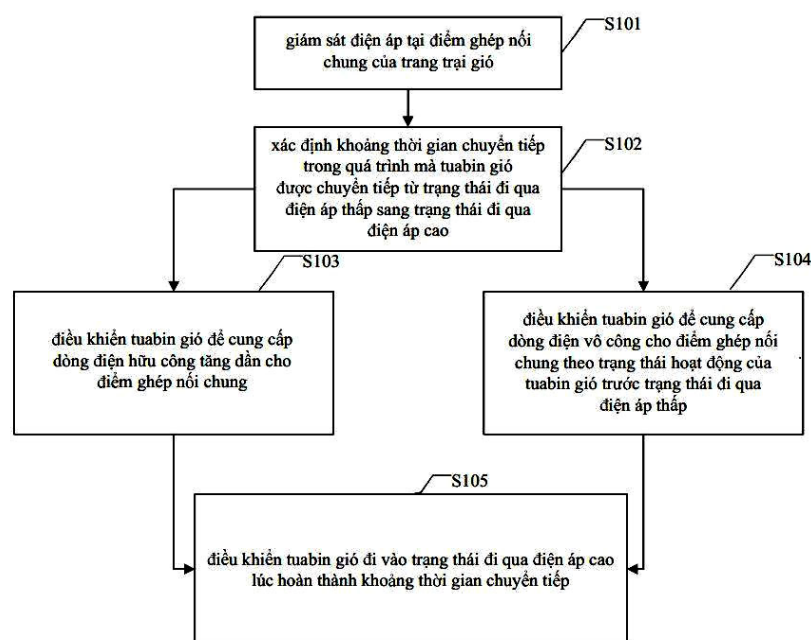 S101
giám sát điện áp tại điểm ghép nối
chung của trang trại gió
S102
xác định khoảng thời gian chuyển tiếp
trong quá trình mà tuabin gió
được chuyển tiếp từ trạng thái đi qua
điện áp thấp sang trạng thái đi qua
điện áp cao
S103
điều khiển tuabin gió để cung cấp
dòng điện hữu công tăng dần cho
điểm ghép nối chung
S104
điều khiển tuabin gió để cung cấp
dòng điện vô công cho điểm ghép nối
chung theo trạng thái hoạt động của
tuabin gió trước trạng thái đi qua
điện áp thấp
S105
điều khiển tuabin gió đi vào trạng thái đi qua điện áp cao
lúc hoàn thành khoảng thời gian chuyển tiếp